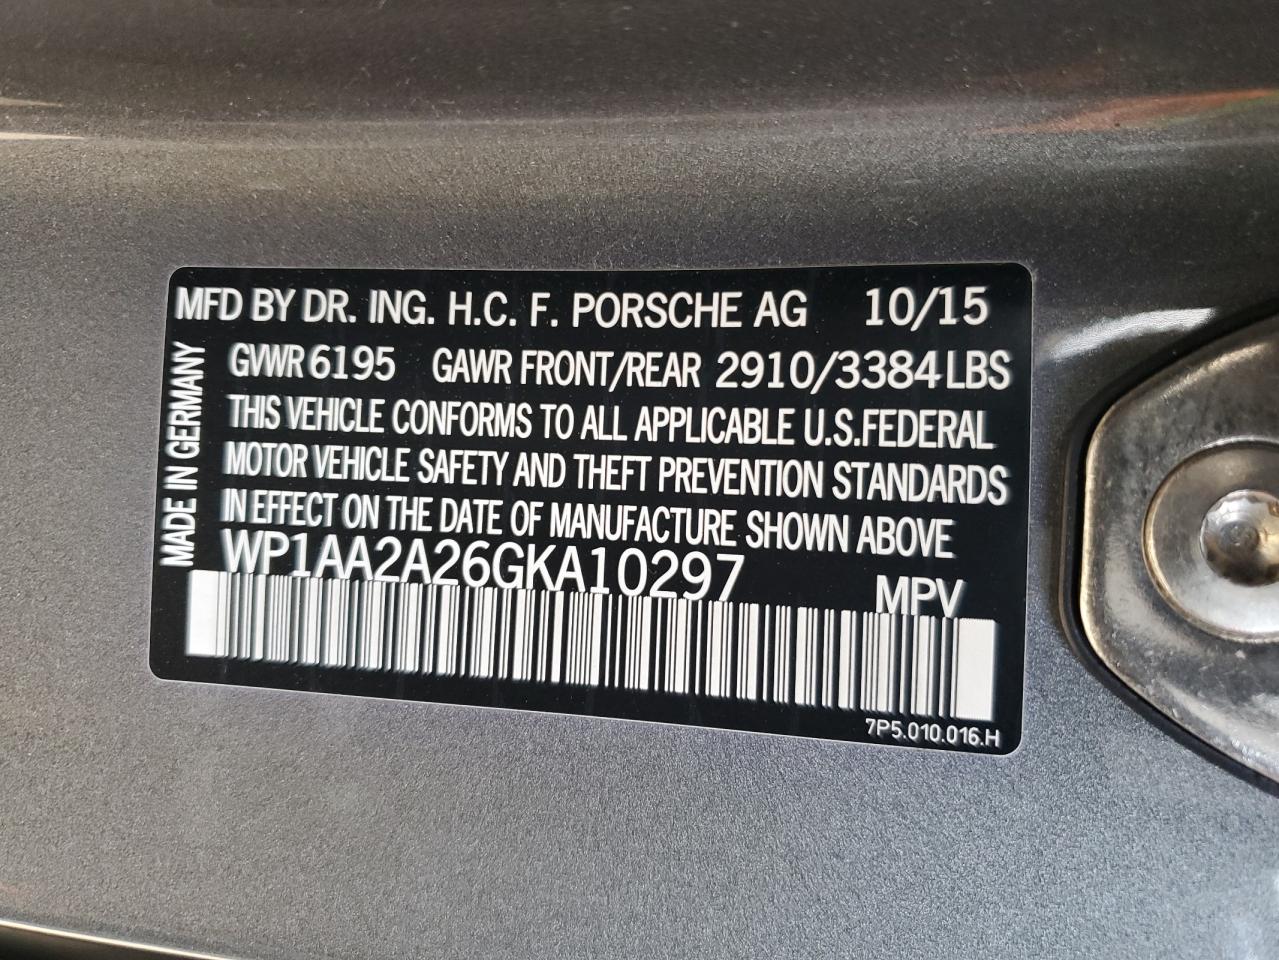 MFD BY DR. ING. H.C. F. PORSCHE AG 10/15
GVWR 6195 GAWR FRONT/REAR 2910/3384 LBS
THIS VEHICLE CONFORMS TO ALL APPLICABLE U.S.FEDERAL
MOTOR VEHICLE SAFETY AND THEFT PREVENTION STANDARDS
IN EFFECT ON THE DATE OF MANUFACTURE SHOWN ABOVE
WP1AA2A26GKA10297 MPV
7P5.010.016.H
MADE IN GERMANY